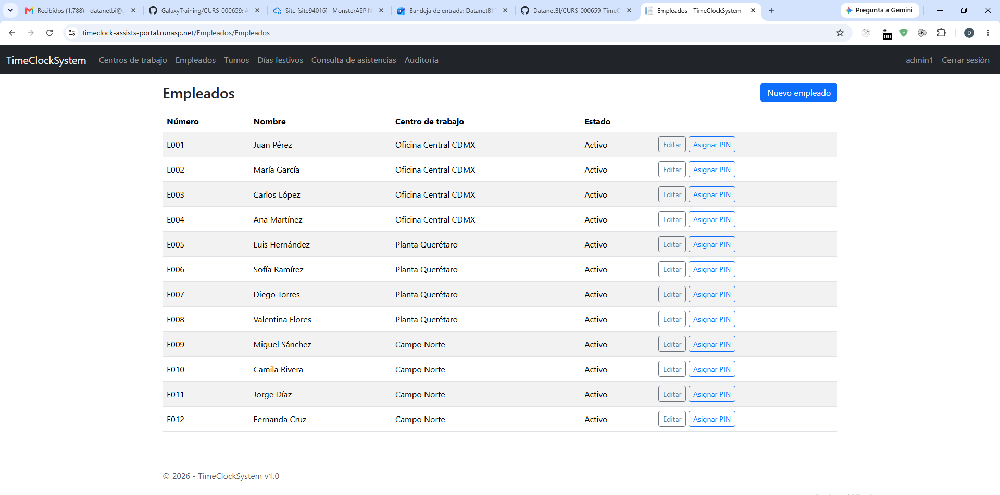 Recibidos (1.788) - datanetbi@g
GalaxyTraining/CURS-000659: A
Site [site94016] | MonsterASP.N
Bandeja de entrada: DatanetBI T
DatanetBI/CURS-000659-TimeC
Empleados - TimeClockSystem
Pregunta a Gemini
timeclock-assists-portal.runasp.net/Empleados/Empleados
Off
D
TimeClockSystem Centros de trabajo Empleados Turnos Días festivos Consulta de asistencias Auditoría admin1 Cerrar sesión
Empleados
Nuevo empleado
Número Nombre Centro de trabajo Estado
E001 Juan Pérez Oficina Central CDMX Activo Editar Asignar PIN
E002 María García Oficina Central CDMX Activo Editar Asignar PIN
E003 Carlos López Oficina Central CDMX Activo Editar Asignar PIN
E004 Ana Martínez Oficina Central CDMX Activo Editar Asignar PIN
E005 Luis Hernández Planta Querétaro Activo Editar Asignar PIN
E006 Sofía Ramírez Planta Querétaro Activo Editar Asignar PIN
E007 Diego Torres Planta Querétaro Activo Editar Asignar PIN
E008 Valentina Flores Planta Querétaro Activo Editar Asignar PIN
E009 Miguel Sánchez Campo Norte Activo Editar Asignar PIN
E010 Camila Rivera Campo Norte Activo Editar Asignar PIN
E011 Jorge Díaz Campo Norte Activo Editar Asignar PIN
E012 Fernanda Cruz Campo Norte Activo Editar Asignar PIN
© 2026 - TimeClockSystem v1.0